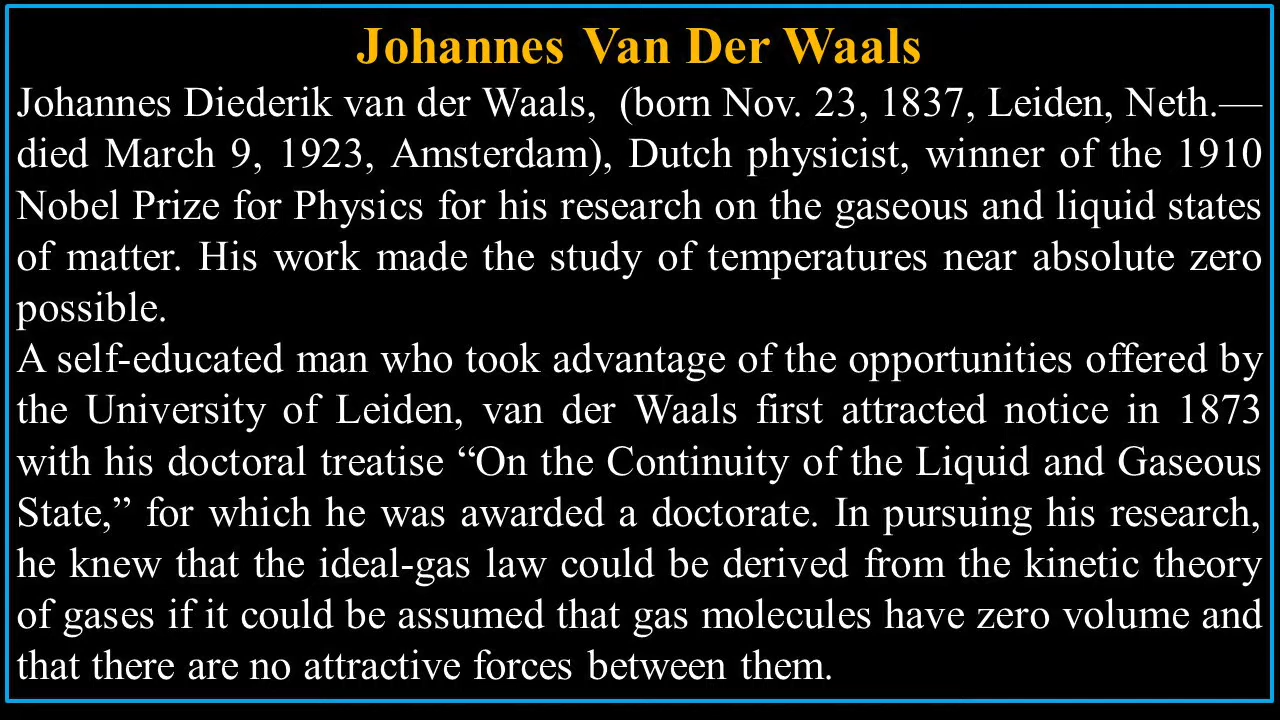 Johannes Van Der Waals
Johannes Diederik van der Waals,  (born Nov. 23, 1837, Leiden, Neth.—
died March 9, 1923, Amsterdam), Dutch physicist, winner of the 1910
Nobel Prize for Physics for his research on the gaseous and liquid states
of matter. His work made the study of temperatures near absolute zero
possible.
A self-educated man who took advantage of the opportunities offered by
the University of Leiden, van der Waals first attracted notice in 1873
with his doctoral treatise “On the Continuity of the Liquid and Gaseous
State,” for which he was awarded a doctorate. In pursuing his research,
he knew that the ideal-gas law could be derived from the kinetic theory
of gases if it could be assumed that gas molecules have zero volume and
that there are no attractive forces between them.